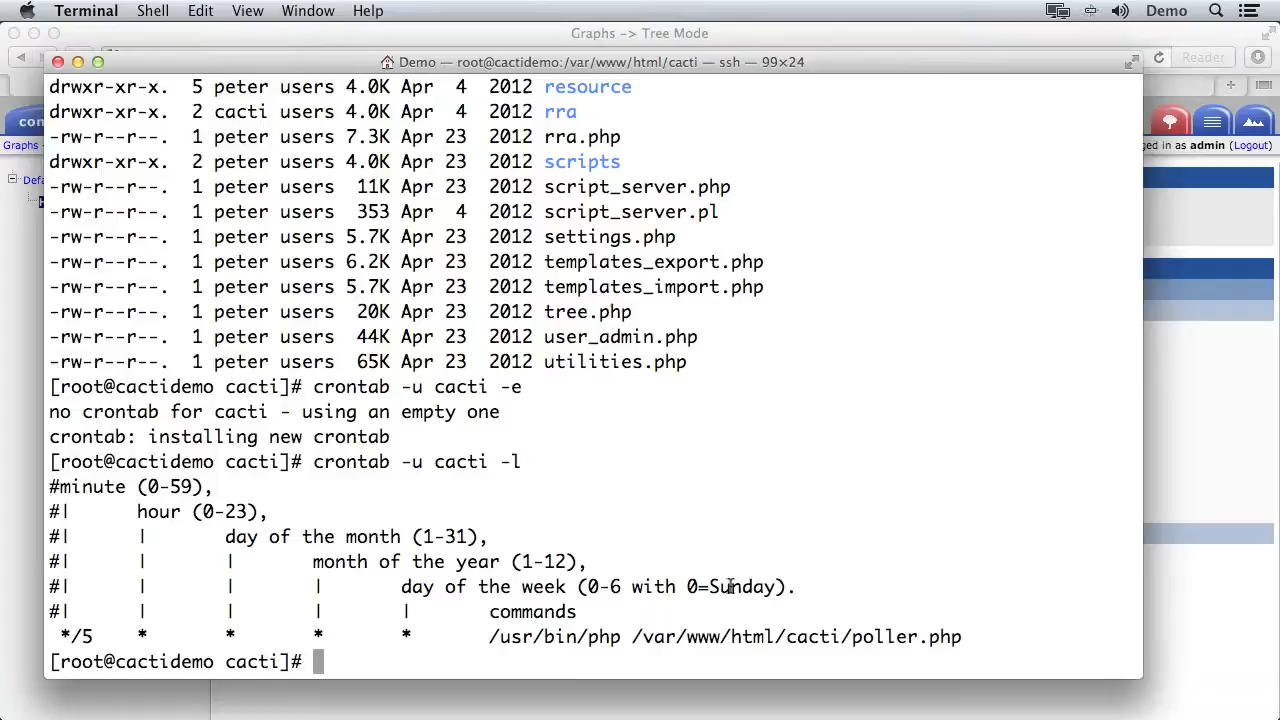 Terminal Shell Edit View Window Help Demo
Graphs -> Tree Mode
Reader
Demo — root@cactidemo:/var/www/html/cacti — ssh — 99×24
drwxr-xr-x.  5 peter users 4.0K Apr  4  2012 resource
drwxr-xr-x.  2 cacti users 4.0K Apr  4  2012 rra
-rw-r--r--.  1 peter users 7.3K Apr 23  2012 rra.php
drwxr-xr-x.  2 peter users 4.0K Apr 23  2012 scripts
-rw-r--r--.  1 peter users  11K Apr 23  2012 script_server.php
-rw-r--r--.  1 peter users  353 Apr  4  2012 script_server.pl
-rw-r--r--.  1 peter users 5.7K Apr 23  2012 settings.php
-rw-r--r--.  1 peter users 6.2K Apr 23  2012 templates_export.php
-rw-r--r--.  1 peter users 5.7K Apr 23  2012 templates_import.php
-rw-r--r--.  1 peter users  20K Apr 23  2012 tree.php
-rw-r--r--.  1 peter users  44K Apr 23  2012 user_admin.php
-rw-r--r--.  1 peter users  65K Apr 23  2012 utilities.php
[root@cactidemo cacti]# crontab -u cacti -e
no crontab for cacti - using an empty one
crontab: installing new crontab
[root@cactidemo cacti]# crontab -u cacti -l
#minute (0-59),
#|      hour (0-23),
#|      |       day of the month (1-31),
#|      |       |       month of the year (1-12),
#|      |       |       |       day of the week (0-6 with 0=Sunday).
#|      |       |       |       |       commands
 */5    *       *       *       *       /usr/bin/php /var/www/html/cacti/poller.php
[root@cactidemo cacti]#
con
Graphs
Defa
ged in as admin (Logout)